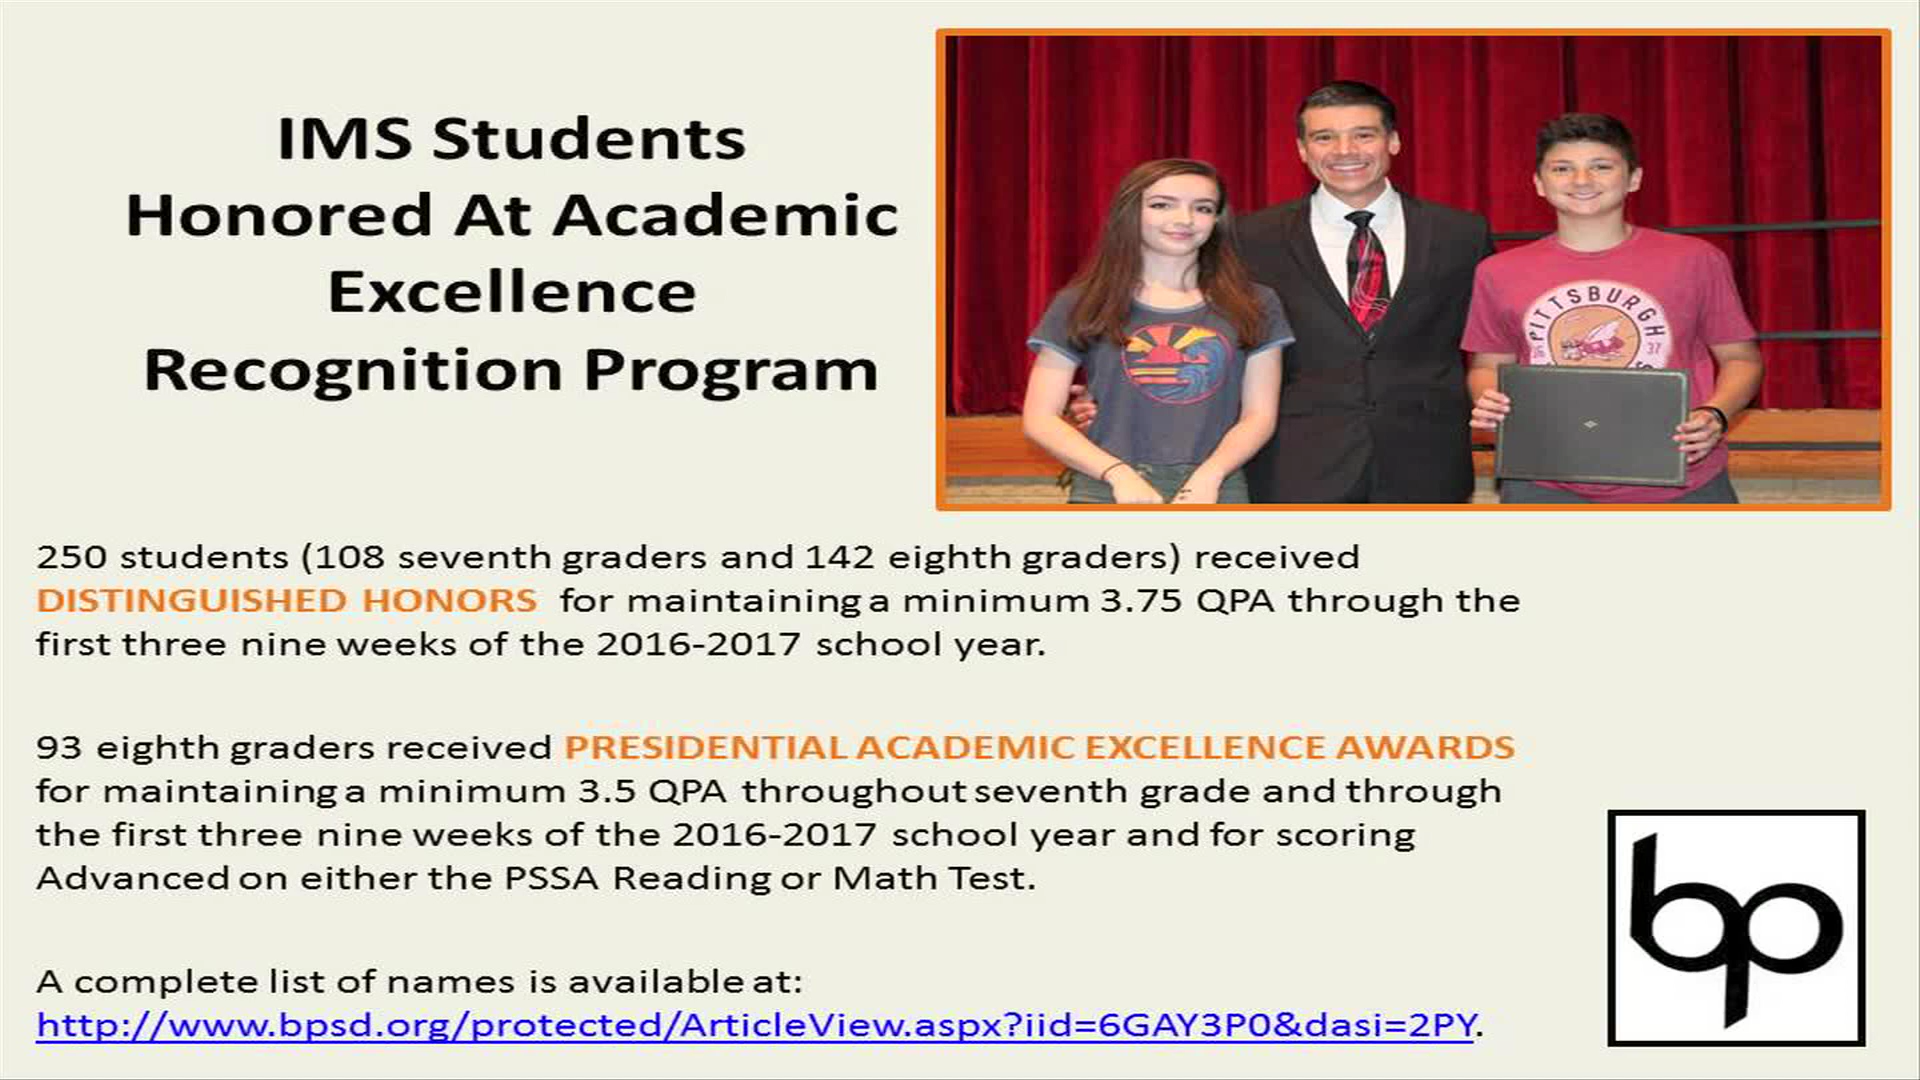 IMS Students
Honored At Academic
Excellence
Recognition Program
PITTSBURGH
37
250 students (108 seventh graders and 142 eighth graders) received
DISTINGUISHED HONORS for maintaining a minimum 3.75 QPA through the
first three nine weeks of the 2016-2017 school year.
93 eighth graders received PRESIDENTIAL ACADEMIC EXCELLENCE AWARDS
for maintaining a minimum 3.5 QPA throughout seventh grade and through
the first three nine weeks of the 2016-2017 school year and for scoring
Advanced on either the PSSA Reading or Math Test.
bp
A complete list of names is available at:
http://www.bpsd.org/protected/ArticleView.aspx?iid=6GAY3P0&dasi=2PY.